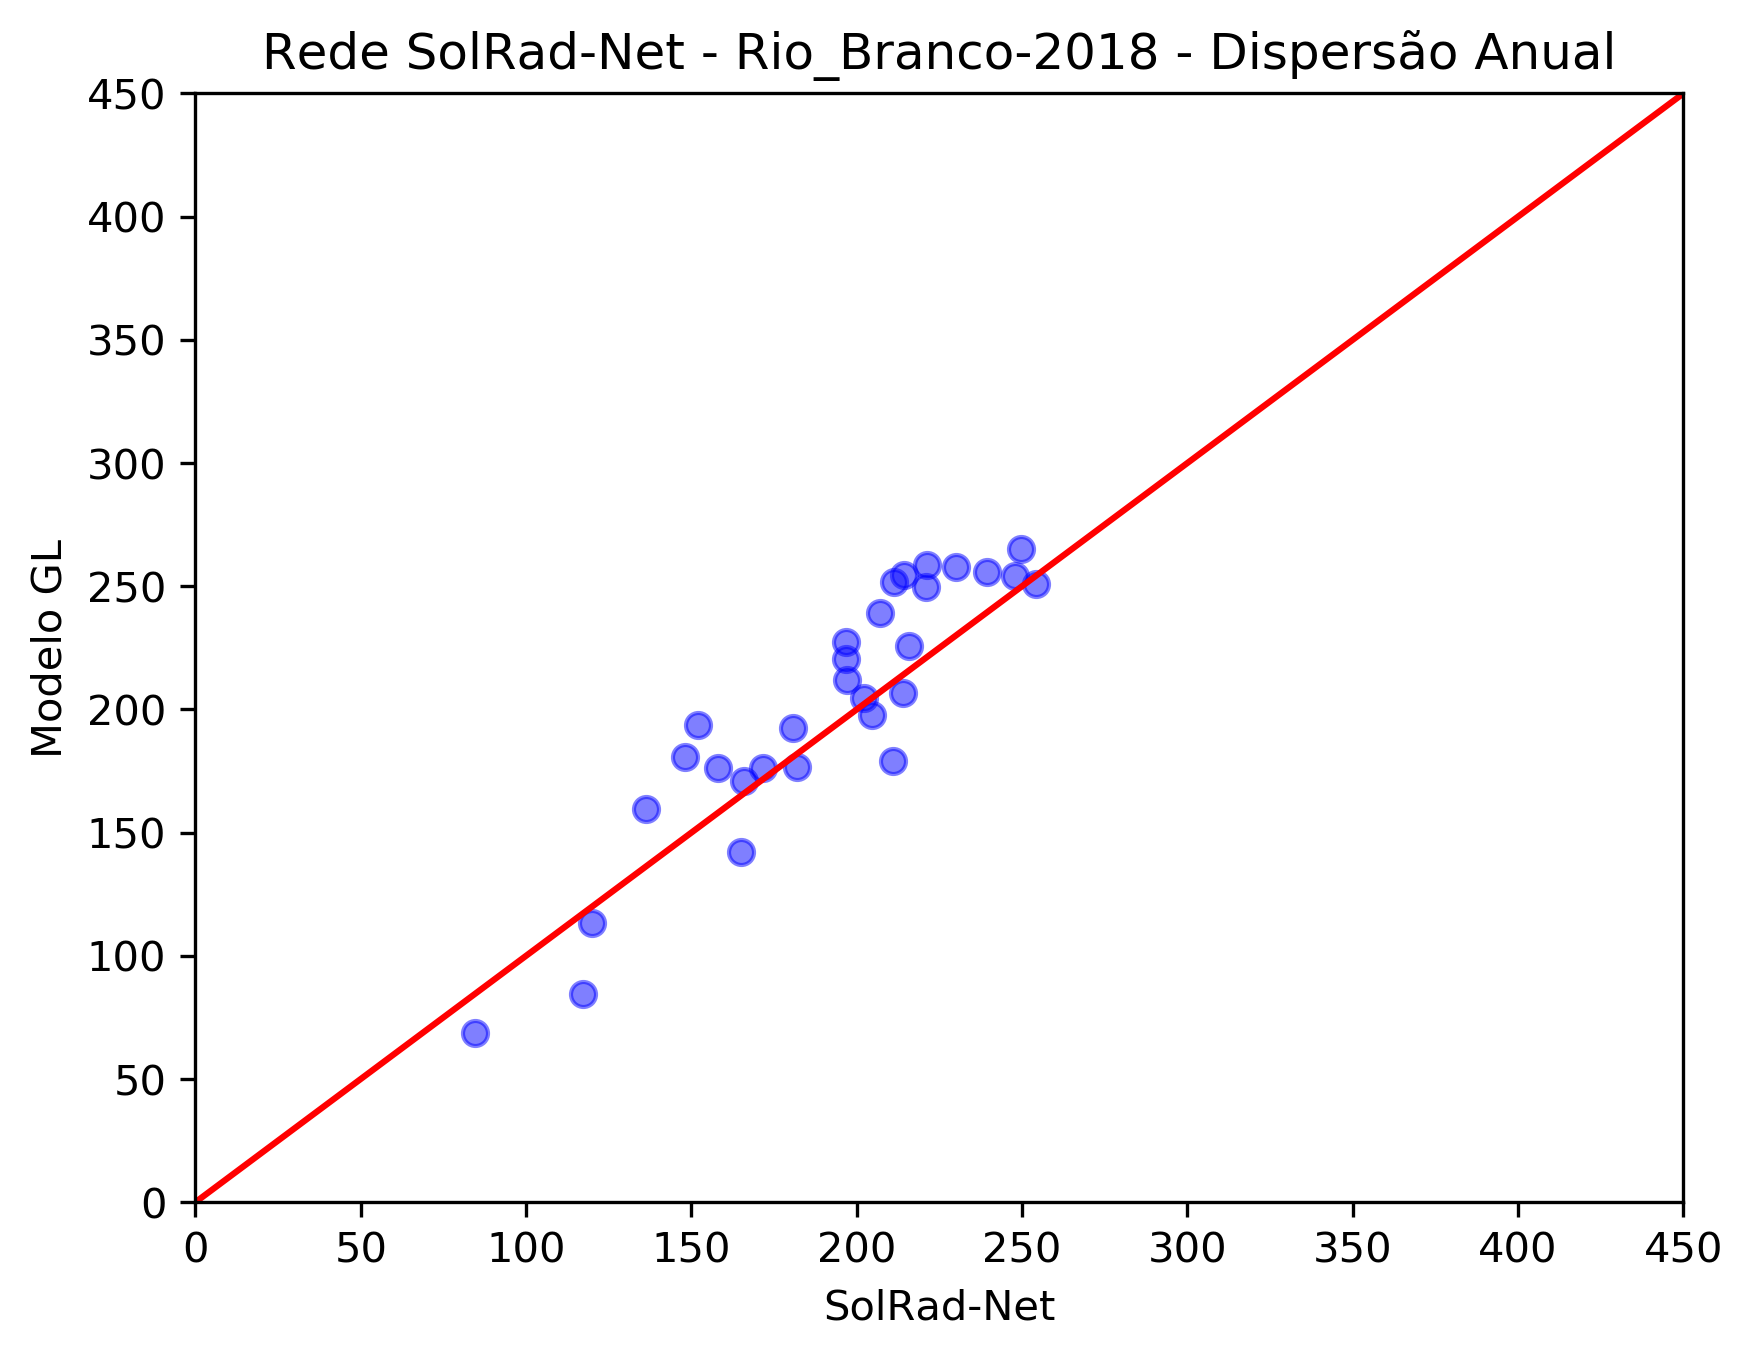 Rede SolRad-Net - Rio_Branco-2018 - Dispersão Anual
450
400
350
300
250
200
150
100
50
0
Modelo GL
0 50 100 150 200 250 300 350 400 450
SolRad-Net